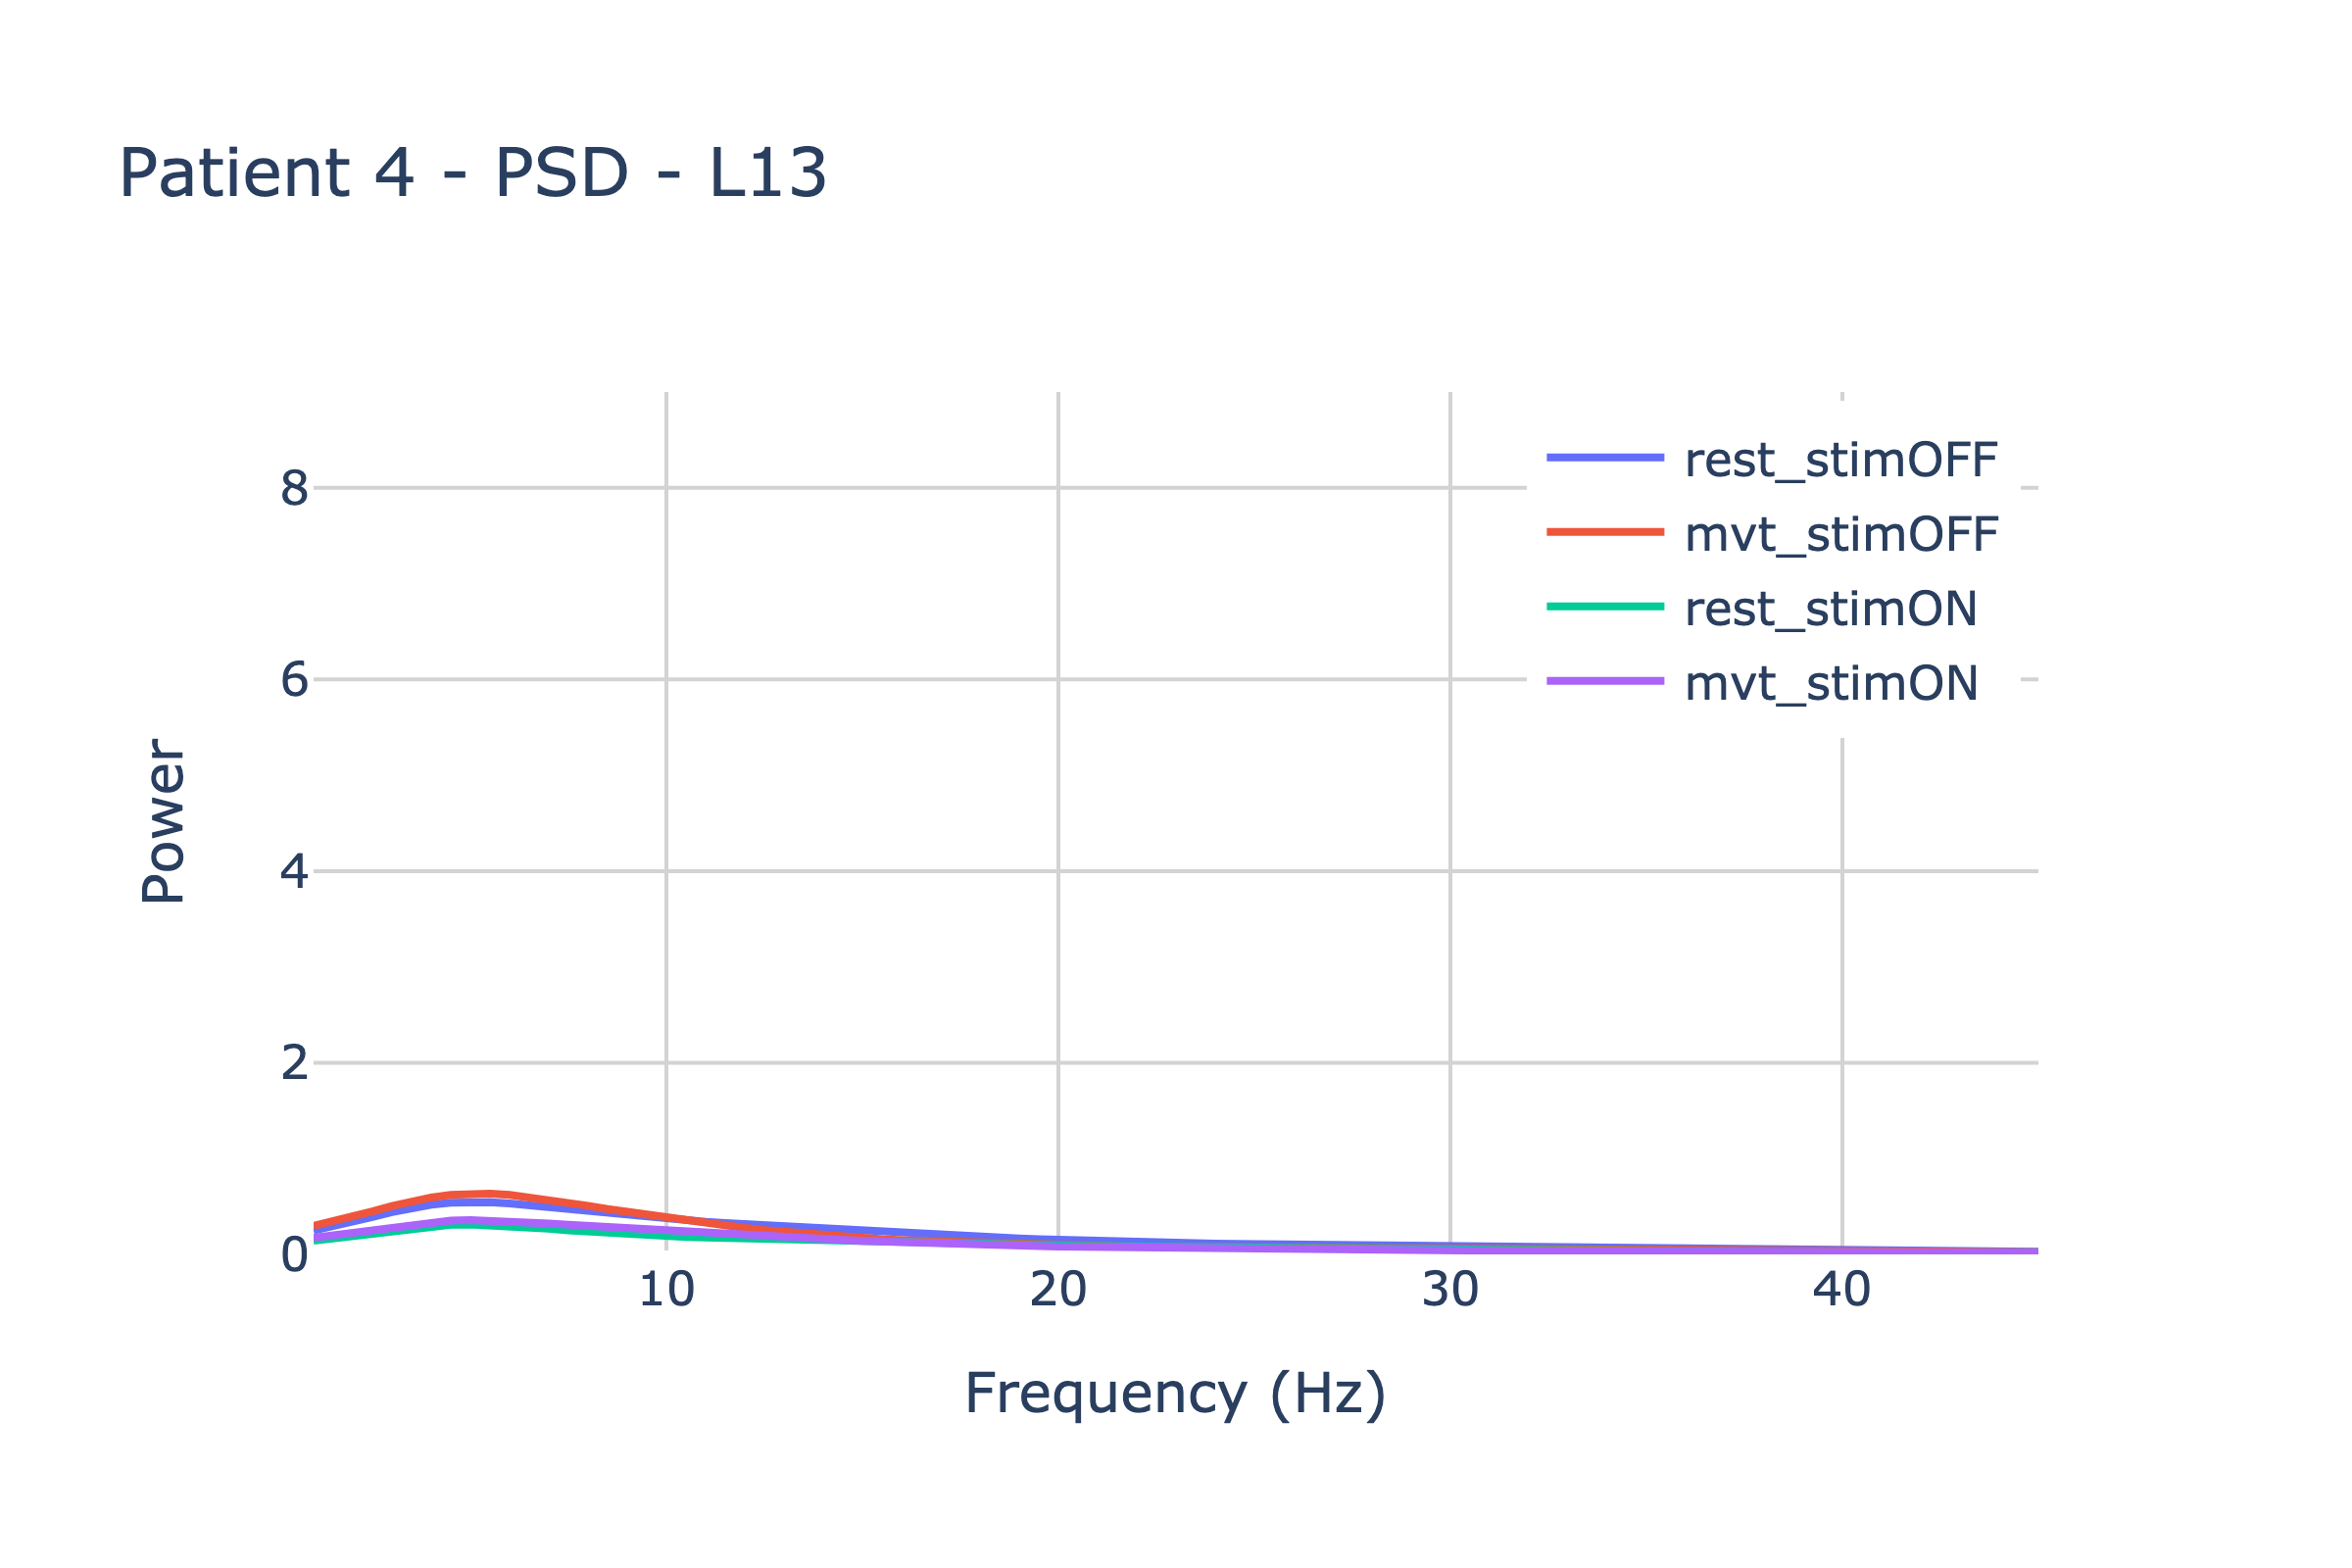 Patient 4 - PSD - L13
rest_stimOFF
mvt_stimOFF
rest_stimON
mvt_stimON
8
6
4
2
0
Power
10 20 30 40
Frequency (Hz)